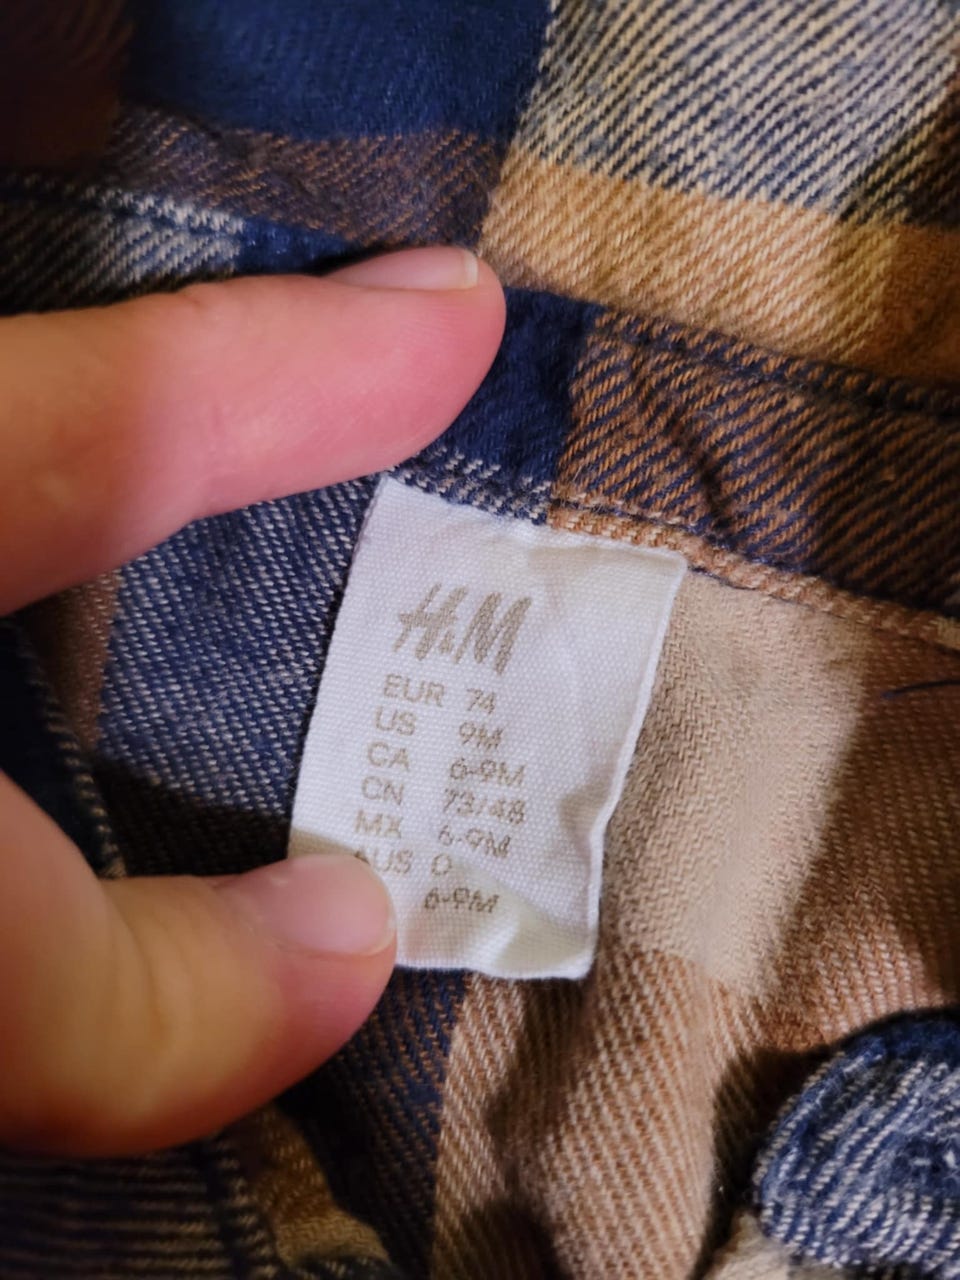 H&M
EUR 74
US 9M
CA 6-9M
CN 73/48
MX 6-9M
AUS 0
6-9M